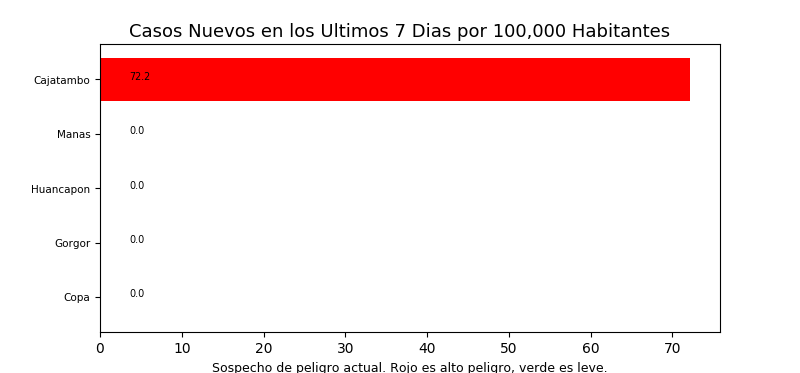 Casos Nuevos en los Ultimos 7 Dias por 100,000 Habitantes
Cajatambo 72.2
Manas 0.0
Huancapon 0.0
Gorgor 0.0
Copa 0.0
0 10 20 30 40 50 60 70
Sospecho de peligro actual. Rojo es alto peligro, verde es leve.